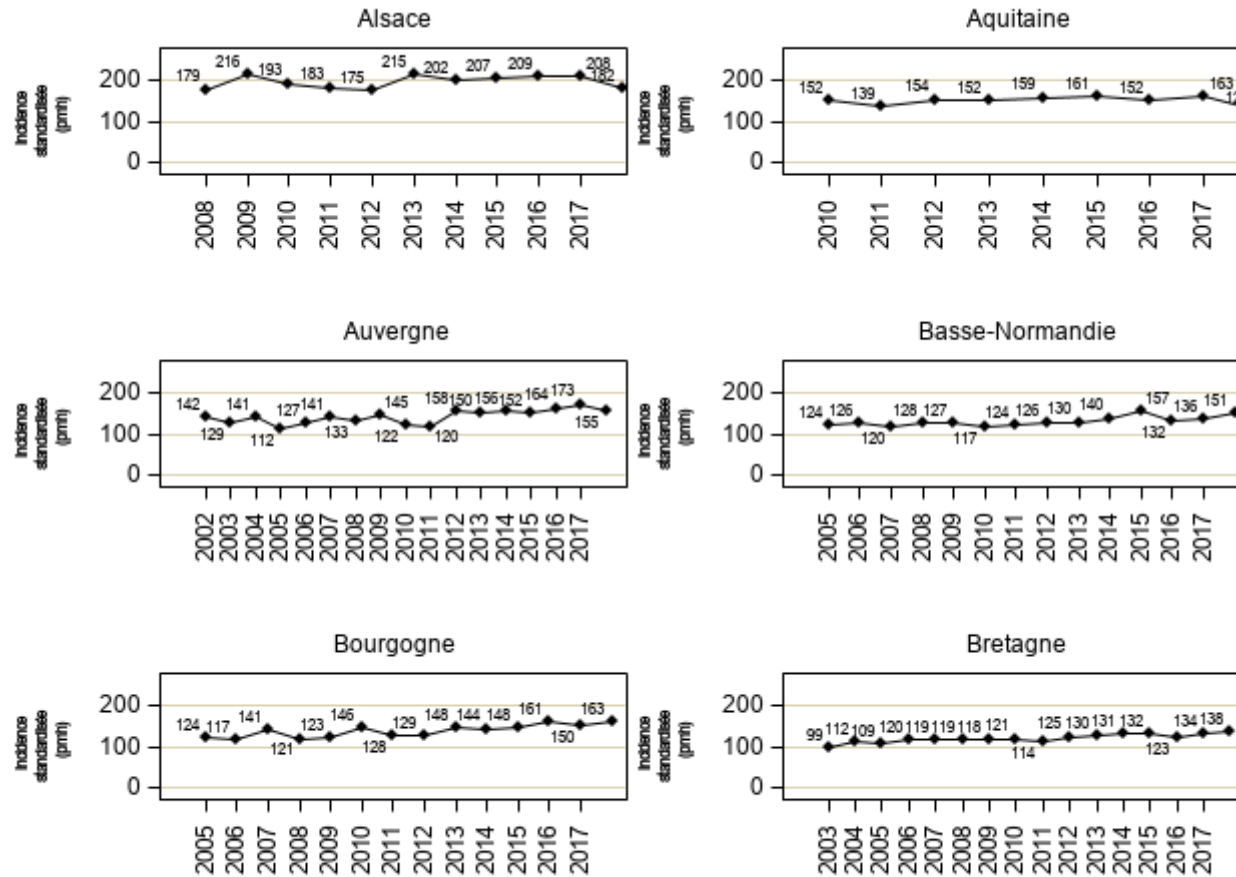 Alsace
Aquitaine
Incidence
standardisée
(pmh)
200
100
0
179 216 193 183 175 215 202 207 209 208 182
2008 2009 2010 2011 2012 2013 2014 2015 2016 2017
Incidence
standardisée
(pmh)
200
100
0
152 139 154 152 159 161 152 163
2010 2011 2012 2013 2014 2015 2016 2017
Auvergne
Basse-Normandie
Incidence
standardisée
(pmh)
200
100
0
142 129 141 112 127 141 133 145 122 120 158 150 156 152 164 173 155
2002 2003 2004 2005 2006 2007 2008 2009 2010 2011 2012 2013 2014 2015 2016 2017
Incidence
standardisée
(pmh)
200
100
0
124 126 120 128 127 117 124 126 130 140 157 132 136 151
2005 2006 2007 2008 2009 2010 2011 2012 2013 2014 2015 2016 2017
Bourgogne
Bretagne
Incidence
standardisée
(pmh)
200
100
0
124 117 141 121 123 146 128 129 148 144 148 161 150 163
2005 2006 2007 2008 2009 2010 2011 2012 2013 2014 2015 2016 2017
Incidence
standardisée
(pmh)
200
100
0
99 112 109 120 119 119 118 121 114 125 130 131 132 123 134 138
2003 2004 2005 2006 2007 2008 2009 2010 2011 2012 2013 2014 2015 2016 2017